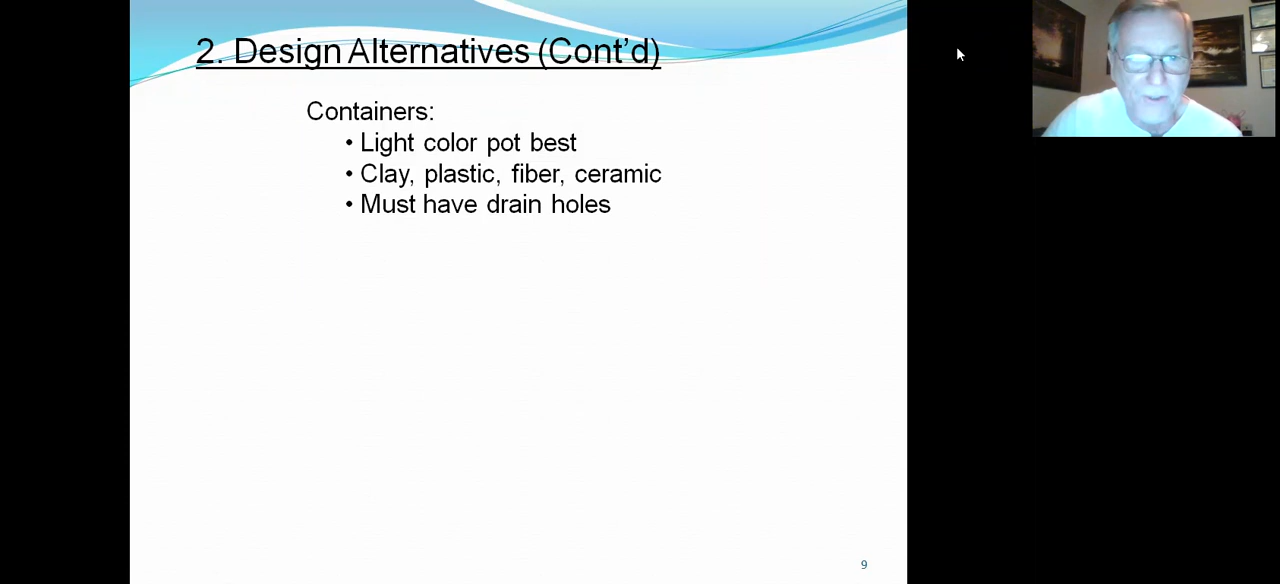 2. Design Alternatives (Cont’d)
Containers:
• Light color pot best
• Clay, plastic, fiber, ceramic
• Must have drain holes
9